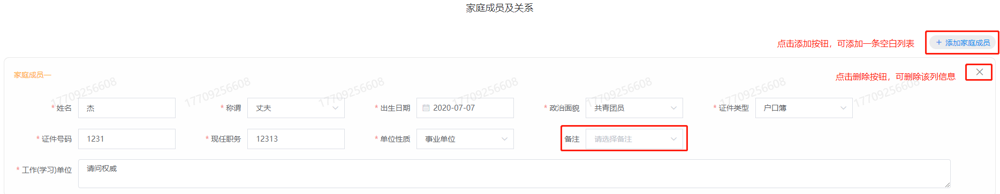 家庭成员及关系
点击添加按钮，可添加一条空白列表 + 添加家庭成员
家庭成员一 点击删除按钮，可删除该列信息
17709256608 17709256608 17709256608 17709256608 17709256608 17709256608 17709256608
* 姓名 杰 * 称谓 丈夫 * 出生日期 2020-07-07 * 政治面貌 共青团员 * 证件类型 户口簿
* 证件号码 1231 * 现任职务 12313 * 单位性质 事业单位 备注 请选择备注
* 工作(学习)单位 请问权威